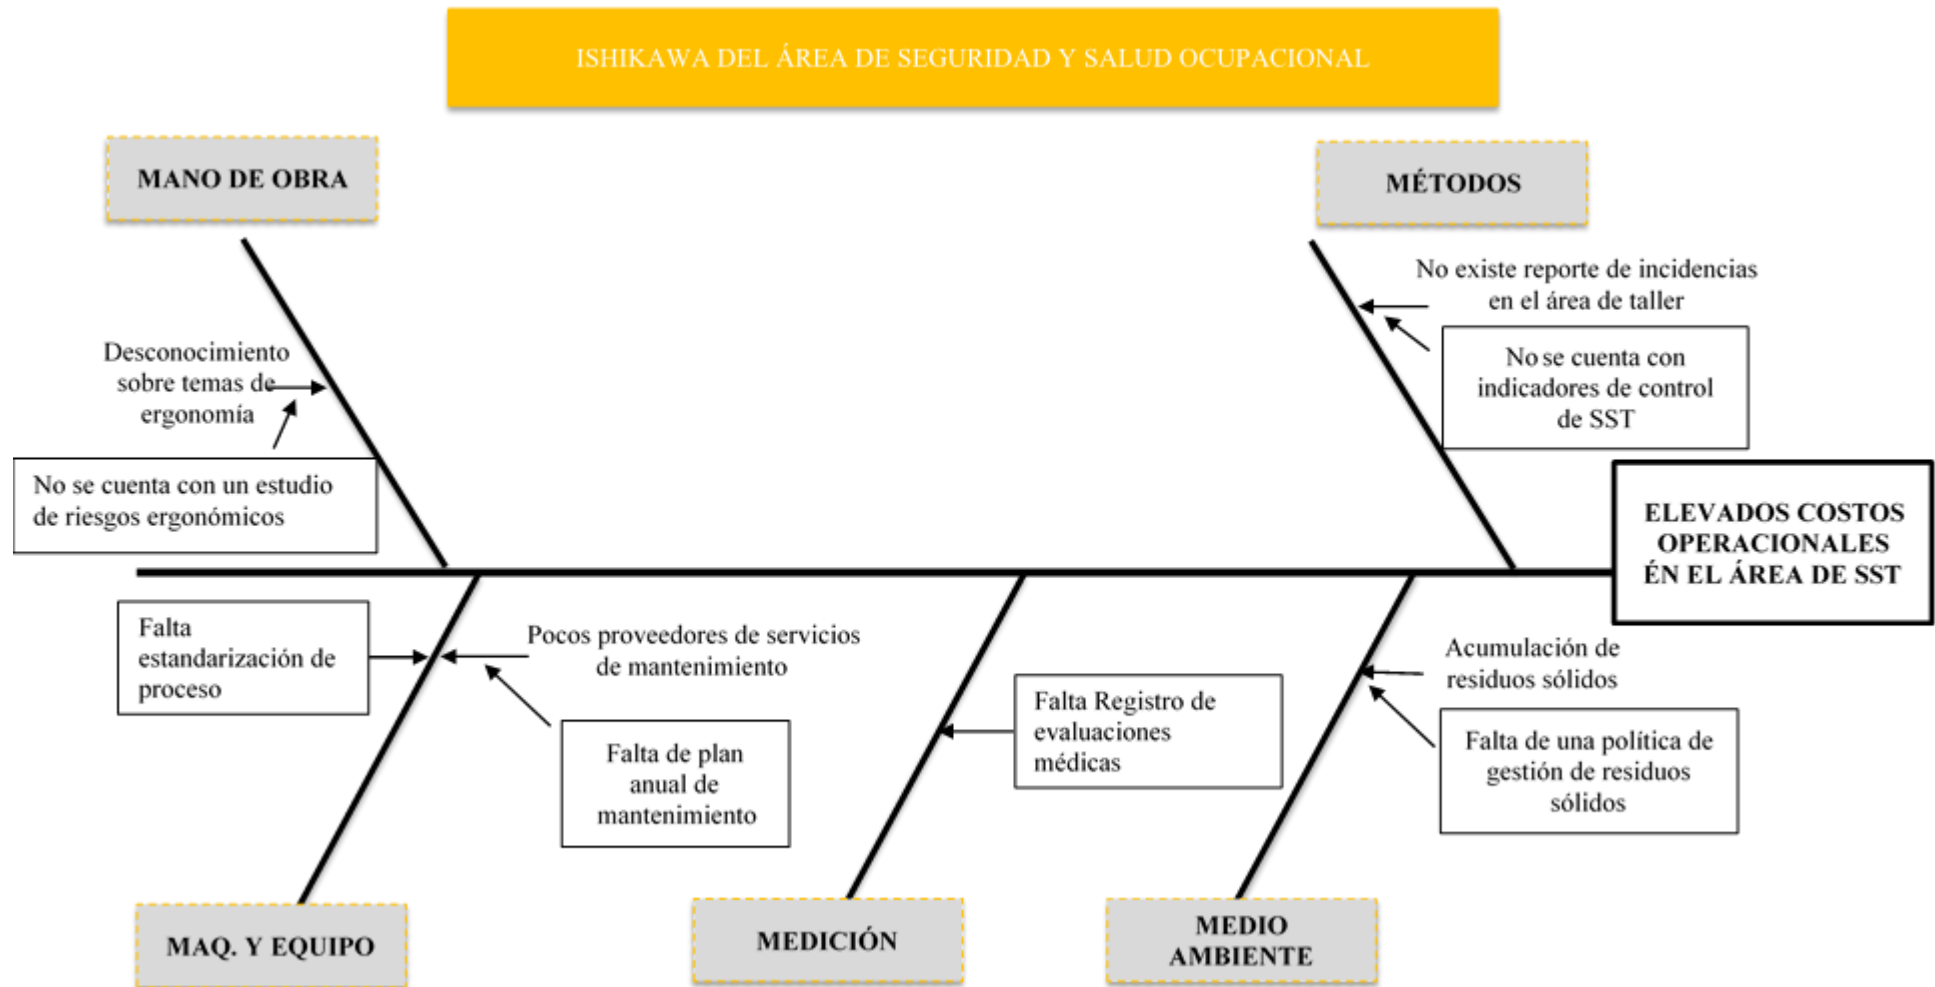 ISHIKAWA DEL ÁREA DE SEGURIDAD Y SALUD OCUPACIONAL
MANO DE OBRA
MÉTODOS
No existe reporte de incidencias
en el área de taller
No se cuenta con
indicadores de control
de SST
Desconocimiento
sobre temas de
ergonomía
No se cuenta con un estudio
de riesgos ergonómicos
ELEVADOS COSTOS
OPERACIONALES
ÉN EL ÁREA DE SST
Falta
estandarización de
proceso
Pocos proveedores de servicios
de mantenimiento
Falta de plan
anual de
mantenimiento
Falta Registro de
evaluaciones
médicas
Acumulación de
residuos sólidos
Falta de una política de
gestión de residuos
sólidos
MAQ. Y EQUIPO
MEDICIÓN
MEDIO
AMBIENTE